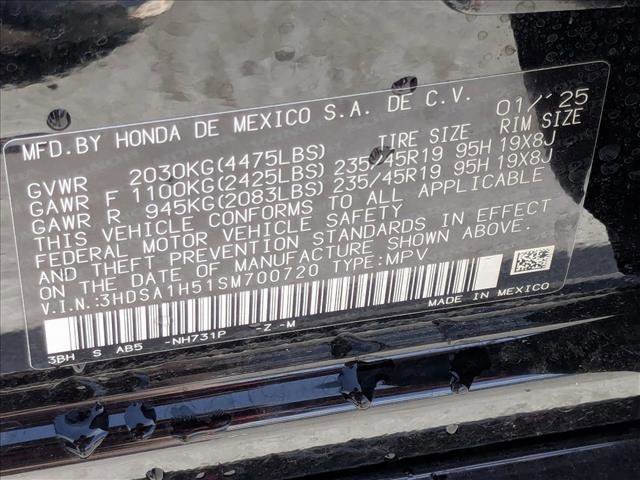 MFD.BY HONDA DE MEXICO S.A. DE C.V. 01/'25
TIRE SIZE RIM SIZE
GVWR 2030KG(4475LBS)
GAWR F 1100KG(2425LBS) 235/45R19 95H 19X8J
GAWR R 945KG(2083LBS) 235/45R19 95H 19X8J
THIS VEHICLE CONFORMS TO ALL APPLICABLE
FEDERAL MOTOR VEHICLE SAFETY
AND THEFT PREVENTION STANDARDS IN EFFECT
ON THE DATE OF MANUFACTURE SHOWN ABOVE.
V.I.N.:3HDSA1H51SM700720 TYPE:MPV
MADE IN MEXICO
3BH S AB5 -NH731P -Z-M